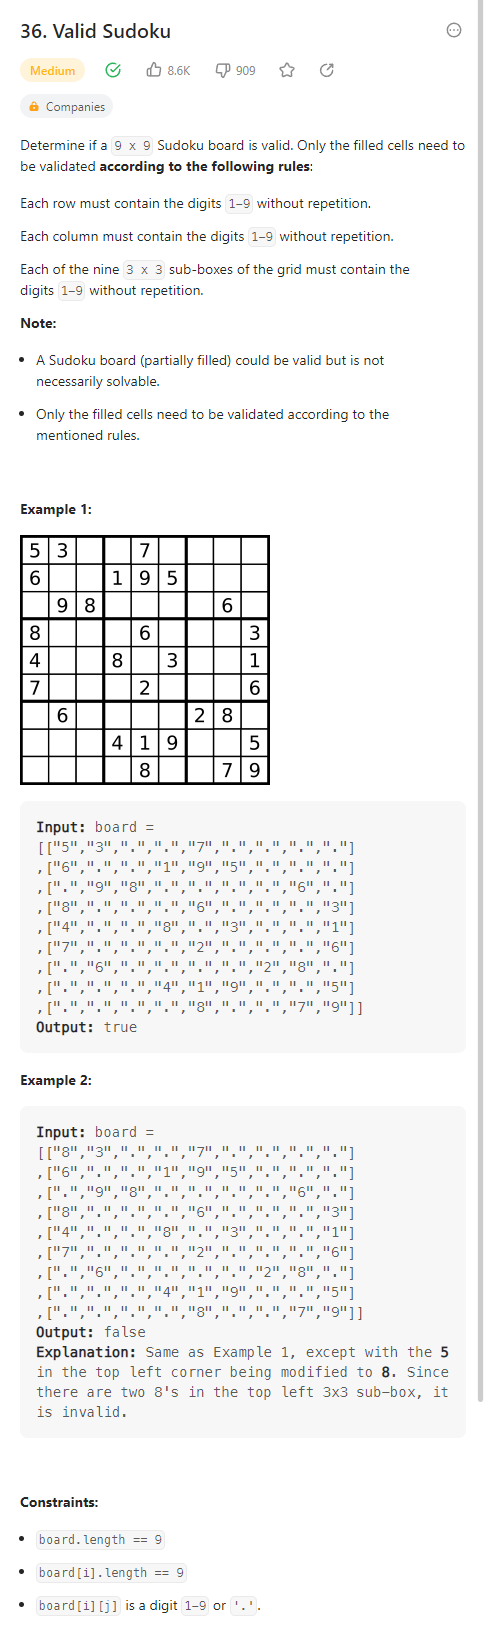 36. Valid Sudoku
Medium 8.6K 909
Companies
Determine if a 9 x 9 Sudoku board is valid. Only the filled cells need to
be validated according to the following rules:
Each row must contain the digits 1-9 without repetition.
Each column must contain the digits 1-9 without repetition.
Each of the nine 3 x 3 sub-boxes of the grid must contain the
digits 1-9 without repetition.
Note:
• A Sudoku board (partially filled) could be valid but is not
necessarily solvable.
• Only the filled cells need to be validated according to the
mentioned rules.
Example 1:
5 3 7
6 1 9 5
9 8 6
8 6 3
4 8 3 1
7 2 6
6 2 8
4 1 9 5
8 7 9
Input: board =
[["5","3",".",".","7",".",".",".","."]
,["6",".",".","1","9","5",".",".","."]
,[".","9","8",".",".",".",".","6","."]
,["8",".",".",".","6",".",".",".","3"]
,["4",".",".","8",".","3",".",".","1"]
,["7",".",".",".","2",".",".",".","6"]
,[".","6",".",".",".",".","2","8","."]
,[".",".",".","4","1","9",".",".","5"]
,[".",".",".",".","8",".",".","7","9"]]
Output: true
Example 2:
Input: board =
[["8","3",".",".","7",".",".",".","."]
,["6",".",".","1","9","5",".",".","."]
,[".","9","8",".",".",".",".","6","."]
,["8",".",".",".","6",".",".",".","3"]
,["4",".",".","8",".","3",".",".","1"]
,["7",".",".",".","2",".",".",".","6"]
,[".","6",".",".",".",".","2","8","."]
,[".",".",".","4","1","9",".",".","5"]
,[".",".",".",".","8",".",".","7","9"]]
Output: false
Explanation: Same as Example 1, except with the 5
in the top left corner being modified to 8. Since
there are two 8's in the top left 3x3 sub-box, it
is invalid.
Constraints:
• board.length == 9
• board[i].length == 9
• board[i][j] is a digit 1-9 or '.'.